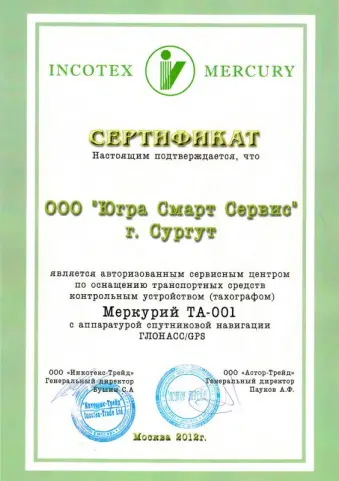 INCOTEX MERCURY
СЕРТИФИКАТ
Настоящим подтверждается, что
ООО "Югра Смарт Сервис"
г. Сургут
является авторизованным сервисным центром
по оснащению транспортных средств
контрольным устройством (тахографом)
Меркурий ТА-001
с аппаратурой спутниковой навигации
ГЛОНАСС/GPS
ООО «Инкотекс-Трейд»
Генеральный директор
Бушин С.А
ООО «Астор-Трейд»
Генеральный директор
Пауков А.Ф.
Инкотекс-Трейд
Incotex-Trade Ltd
Москва 2012г.